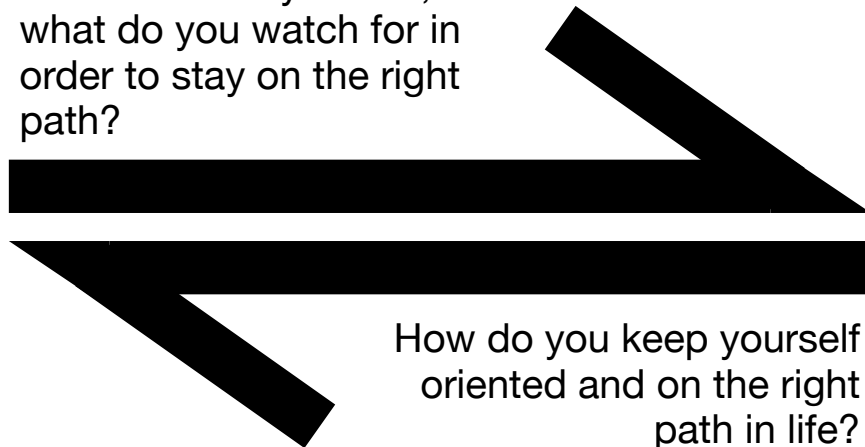 what do you watch for in
order to stay on the right
path?
How do you keep yourself
oriented and on the right
path in life?